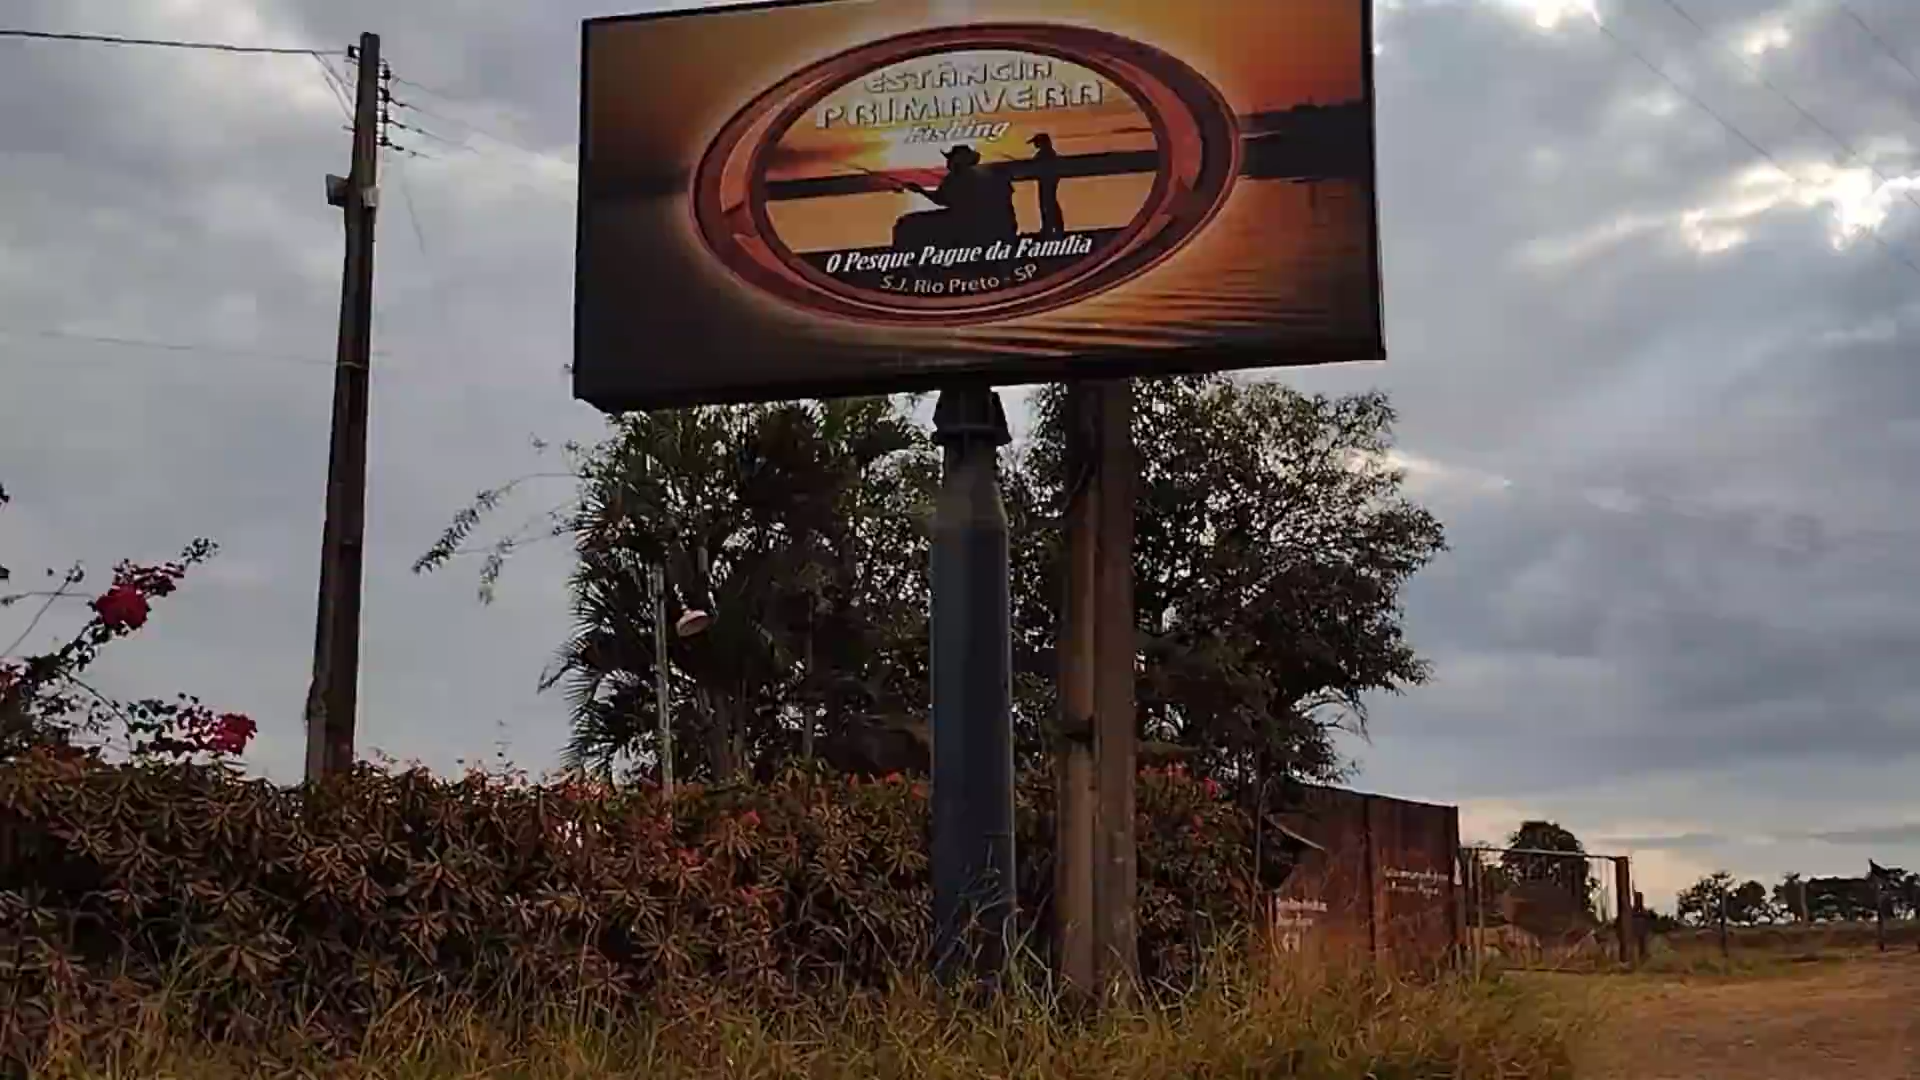 ESTÂNCIA
PRIMAVERA
Fishing
O Pesque Pague da Família
S.J. Rio Preto - SP